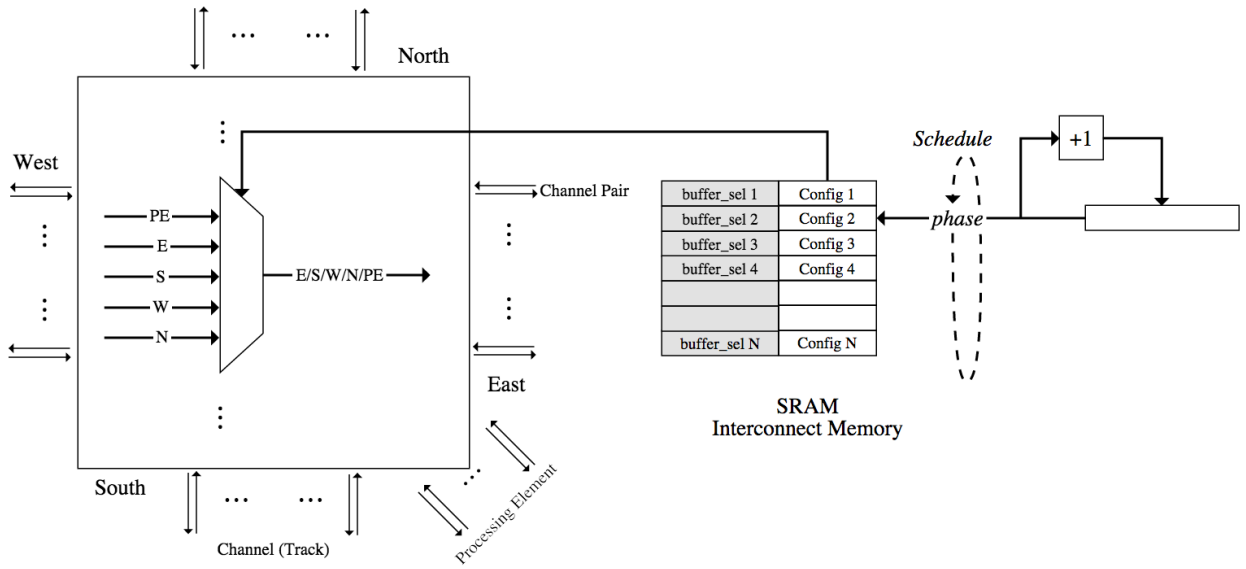 North
West
PE
E
S
W
N
E/S/W/N/PE
Channel Pair
East
South
Channel (Track)
Processing Element
buffer_sel 1 Config 1
buffer_sel 2 Config 2
buffer_sel 3 Config 3
buffer_sel 4 Config 4
buffer_sel N Config N
SRAM
Interconnect Memory
Schedule
phase
+1